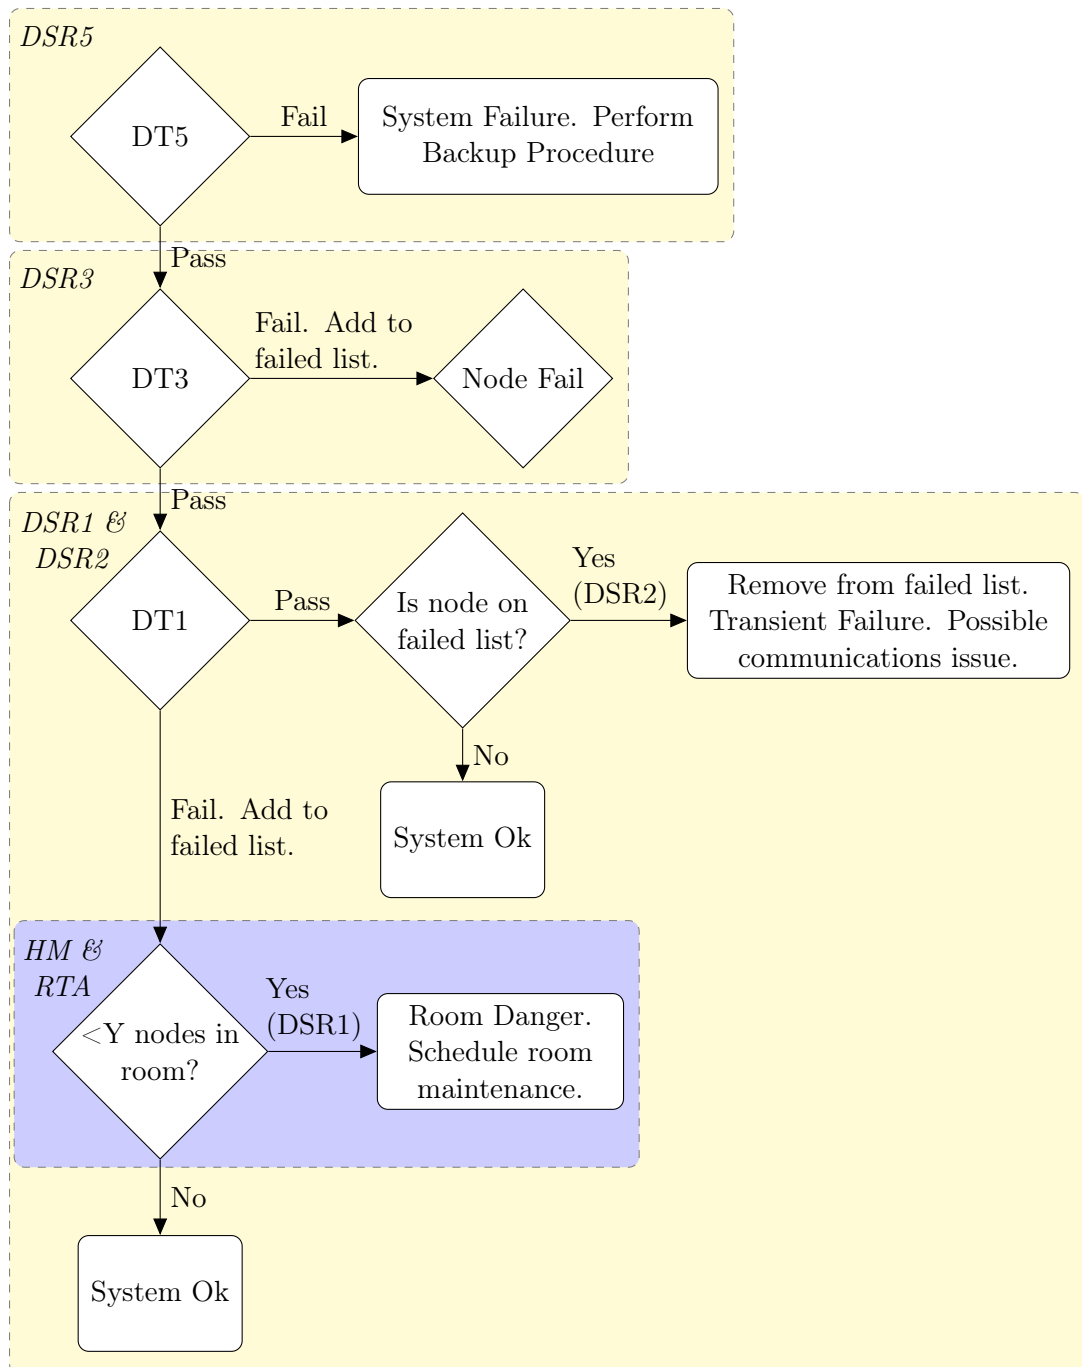 DSR5
DT5
Fail
System Failure. Perform
Backup Procedure
Pass
DSR3
DT3
Fail. Add to
failed list.
Node Fail
Pass
DSR1 &
DSR2
DT1
Pass
Is node on
failed list?
Yes
(DSR2)
Remove from failed list.
Transient Failure. Possible
communications issue.
No
System Ok
Fail. Add to
failed list.
HM &
RTA
<Y nodes in
room?
Yes
(DSR1)
Room Danger.
Schedule room
maintenance.
No
System Ok